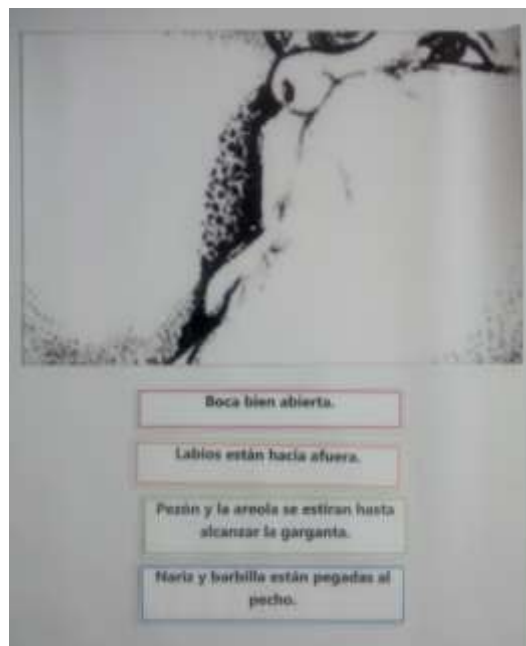 Boca bien abierta.
Labios están hacia afuera.
Pezón y la areola se estiran hasta
alcanzar la garganta.
Nariz y barbilla están pegadas al
pecho.